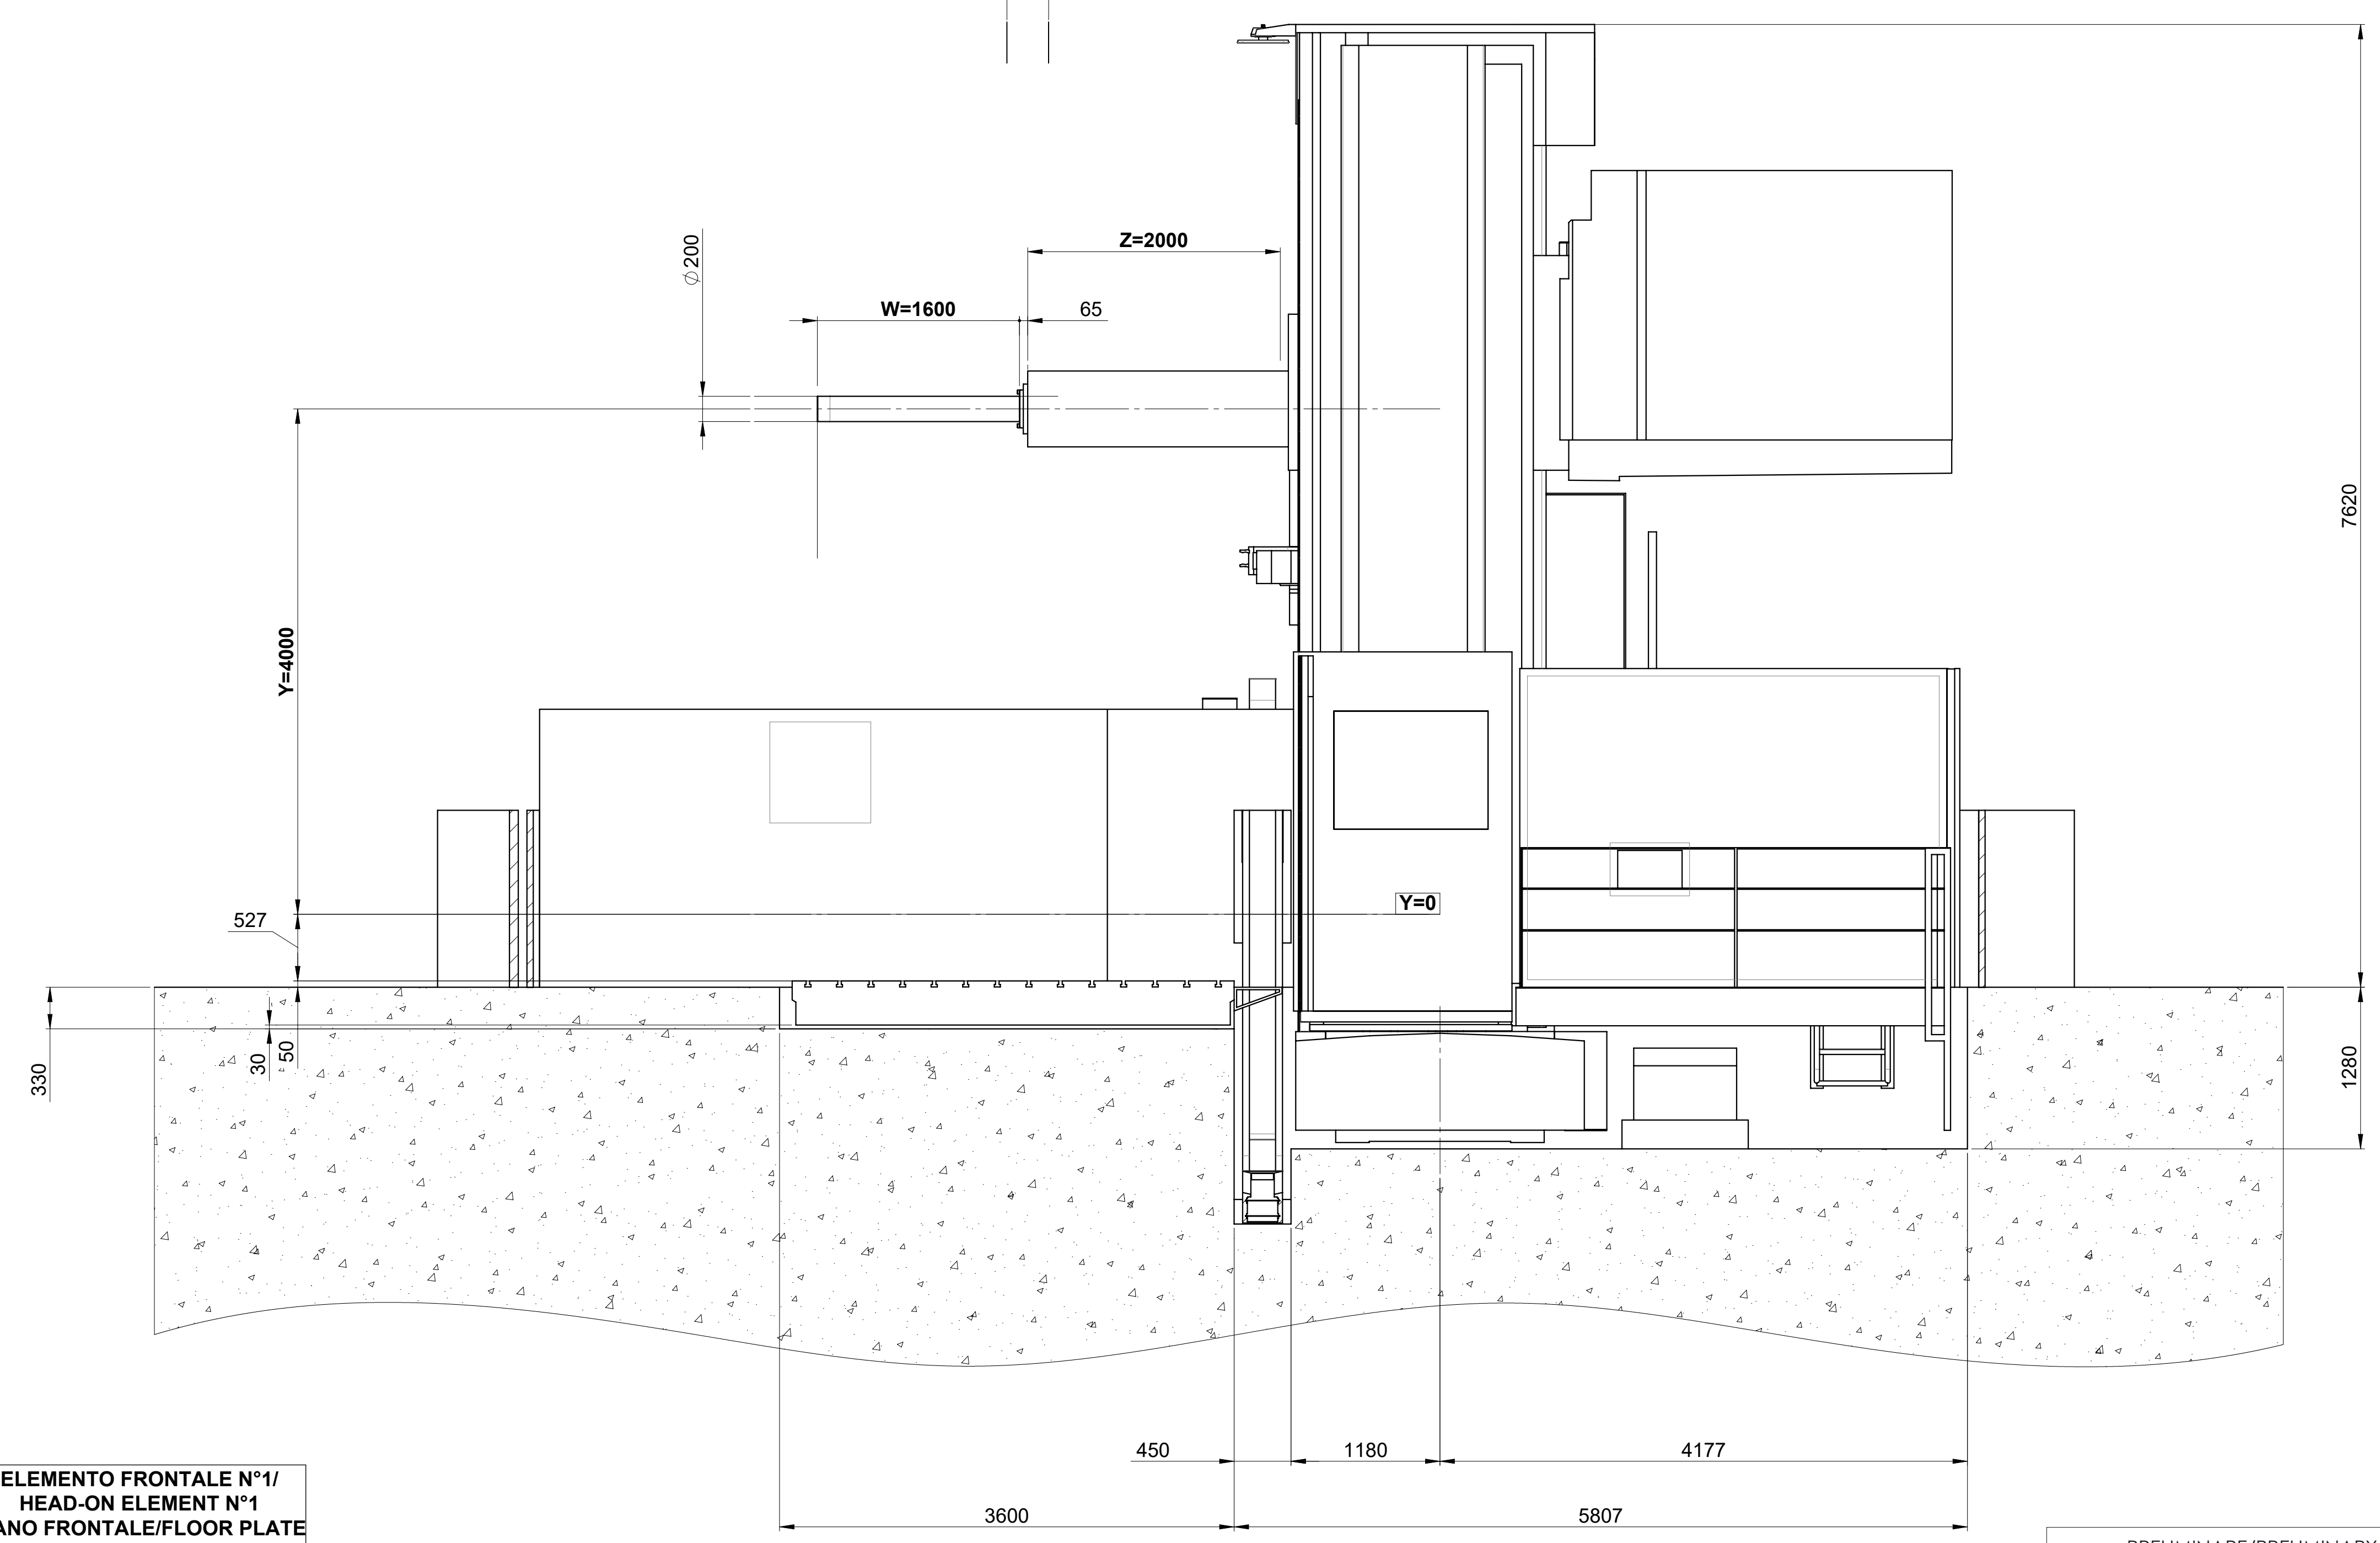 Z=2000
⌀200
W=1600
65
7620
Y=4000
Y=0
527
330
30
50
1280
450
1180
4177
3600
5807
ELEMENTO FRONTALE N°1/
HEAD-ON ELEMENT N°1
ANO FRONTALE/FLOOR PLATE